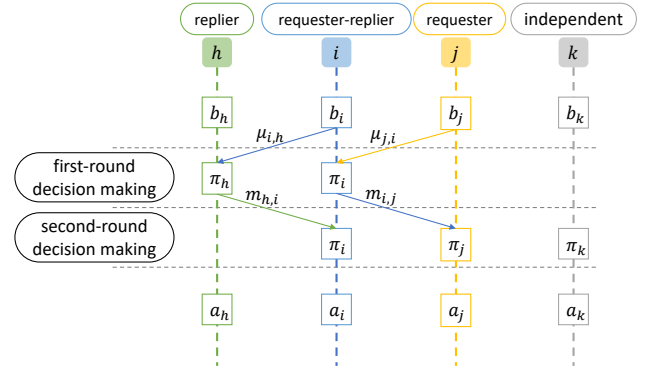 replier requester-replier requester independent
h i j k
b_h b_i b_j b_k
μ_{i,h} μ_{j,i}
first-round
decision making
π_h π_i
m_{h,i} m_{i,j}
second-round
decision making
π_i π_j π_k
a_h a_i a_j a_k